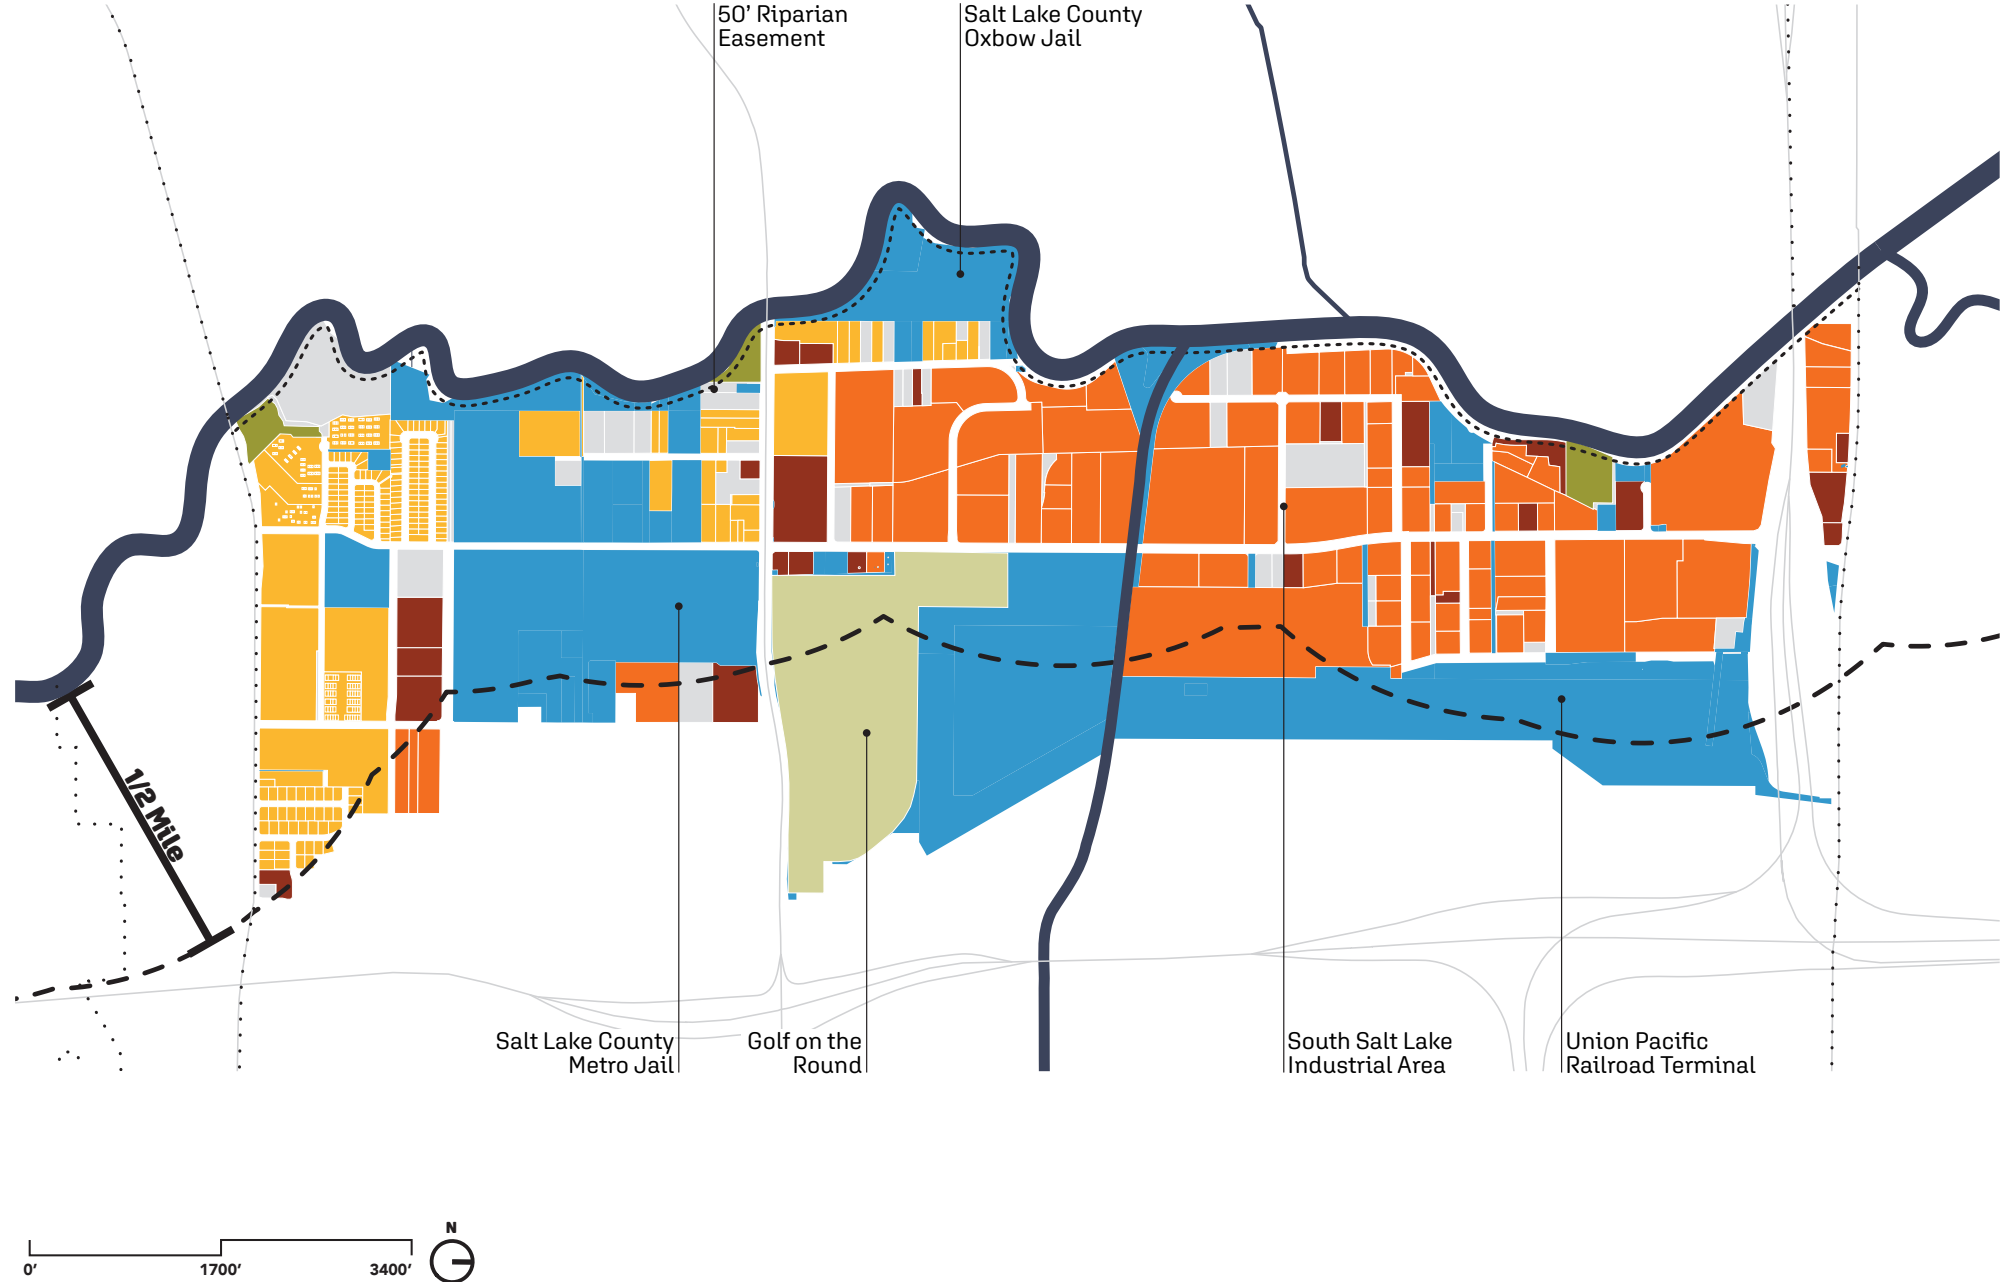 50’ Riparian
Easement
Salt Lake County
Oxbow Jail
1/2 Mile
Salt Lake County
Metro Jail
Golf on the
Round
South Salt Lake
Industrial Area
Union Pacific
Railroad Terminal
0’
1700’
3400’
N